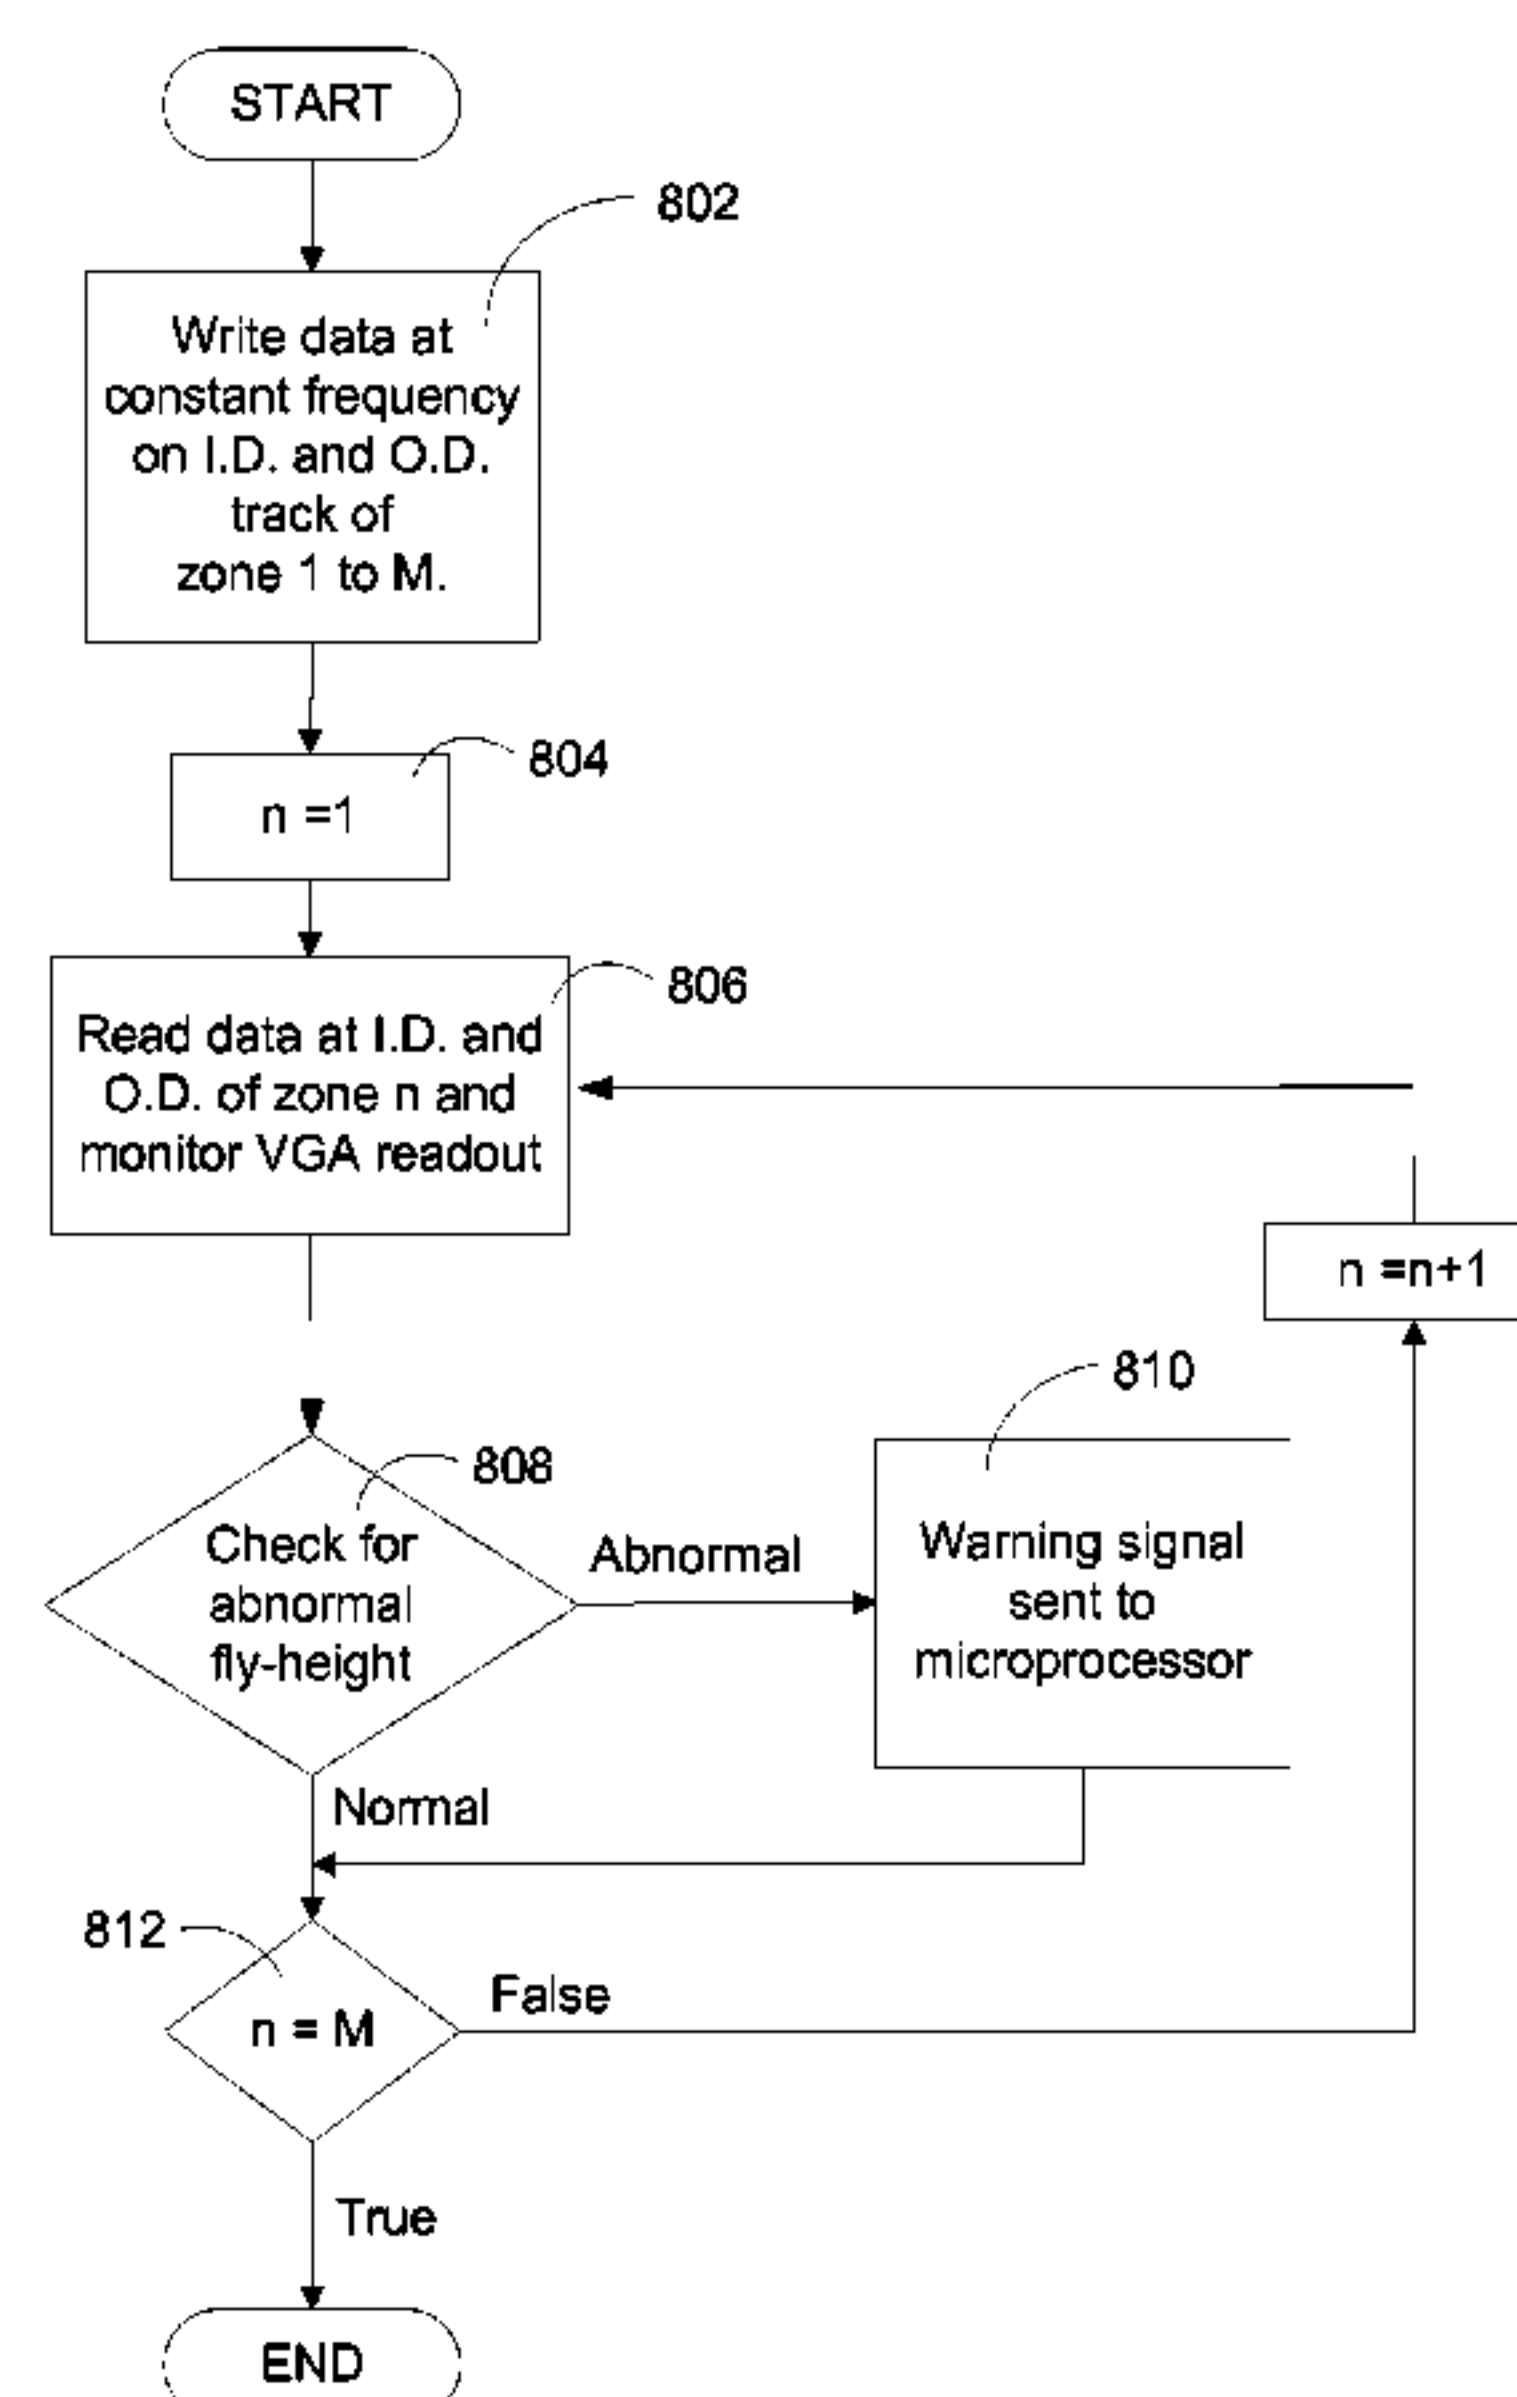 START
802
Write data at
constant frequency
on I.D. and O.D.
track of
zone 1 to M.
804
n =1
806
Read data at I.D. and
O.D. of zone n and
monitor VGA readout
n =n+1
810
808
Check for
abnormal
fly-height
Abnormal
Warning signal
sent to
microprocessor
Normal
812
n = M
False
True
END